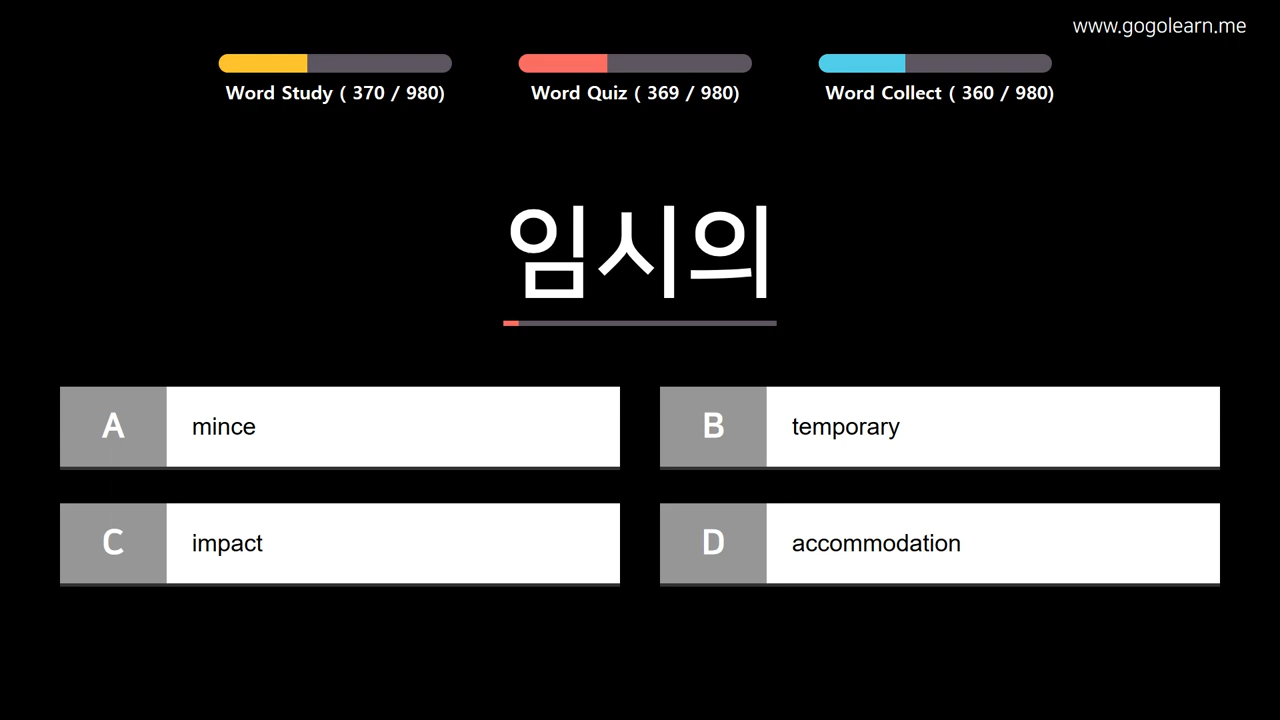 www.gogolearn.me
Word Study ( 370 / 980)
Word Quiz ( 369 / 980)
Word Collect ( 360 / 980)
임시의
A
mince
B
temporary
C
impact
D
accommodation